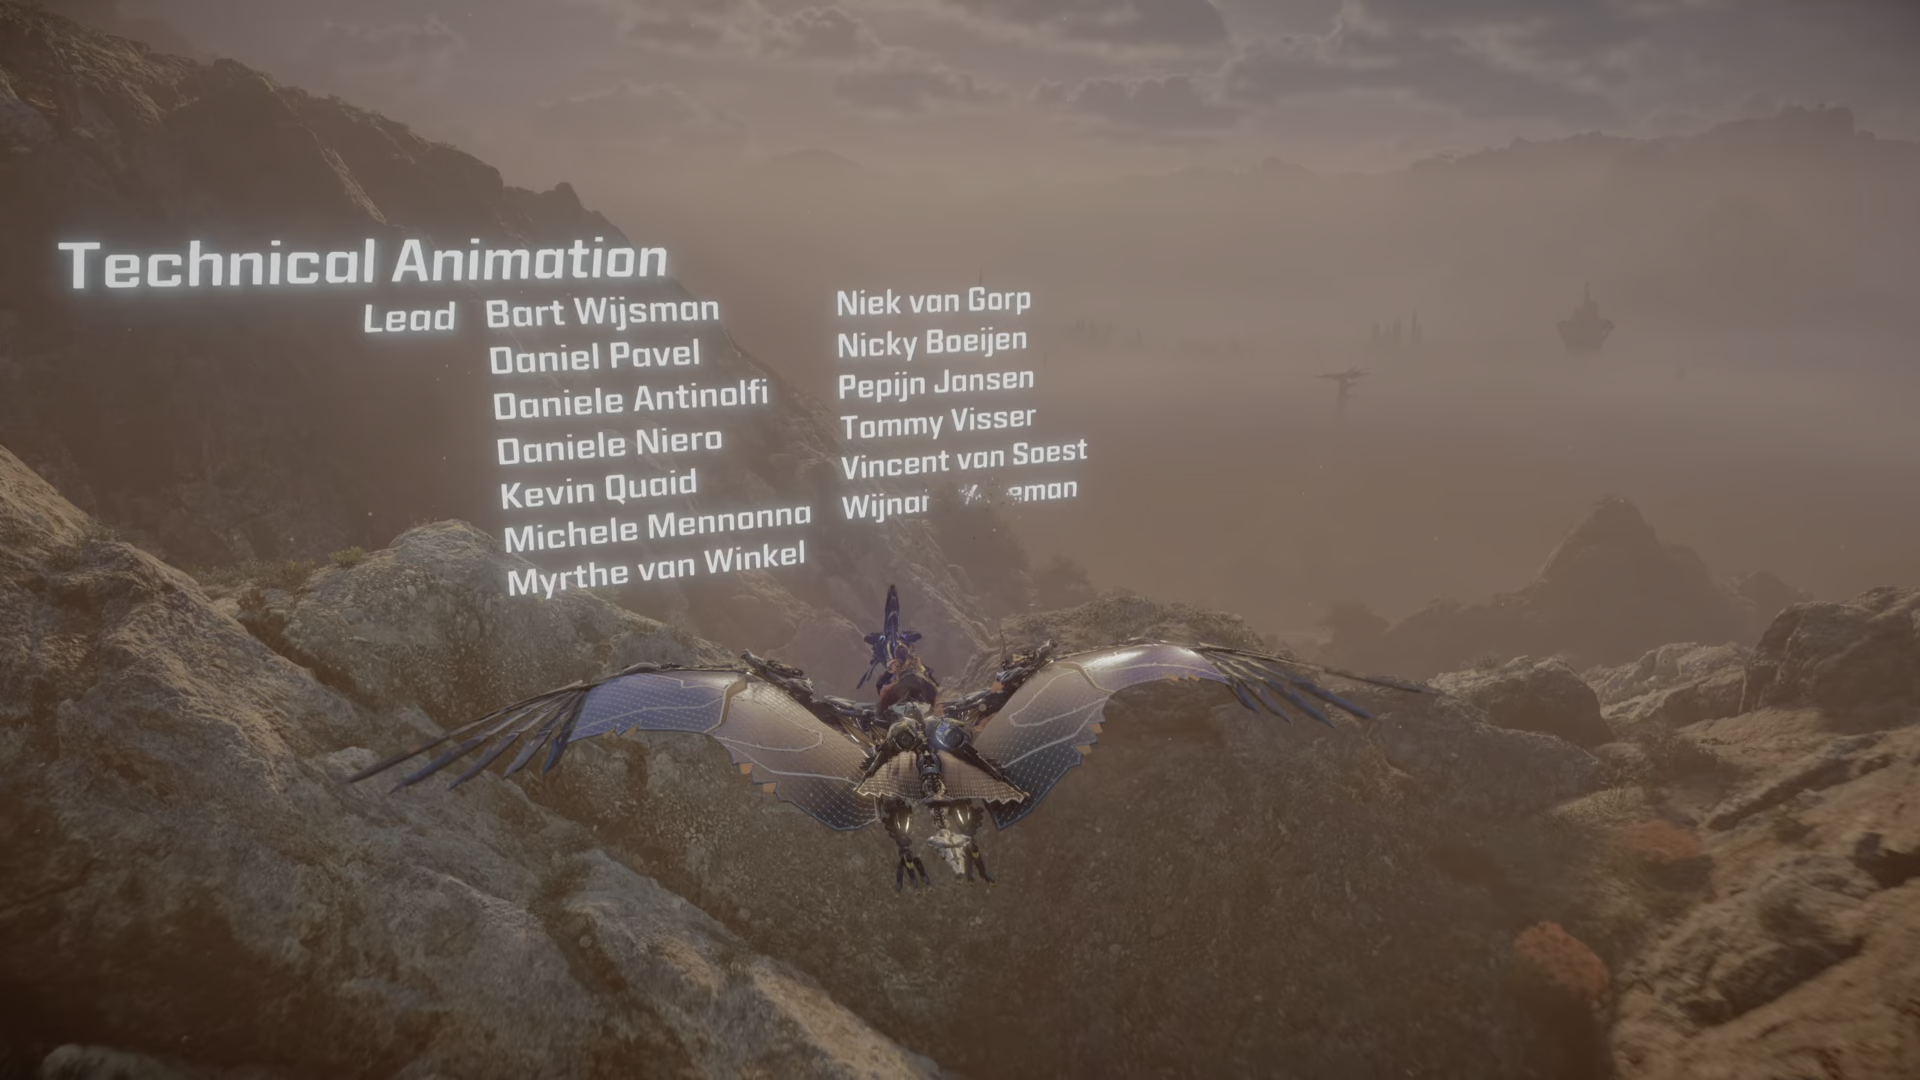 Technical Animation
Lead Bart Wijsman
Daniel Pavel
Daniele Antinolfi
Daniele Niero
Kevin Quaid
Michele Mennonna
Myrthe van Winkel
Niek van Gorp
Nicky Boeijen
Pepijn Jansen
Tommy Visser
Vincent van Soest